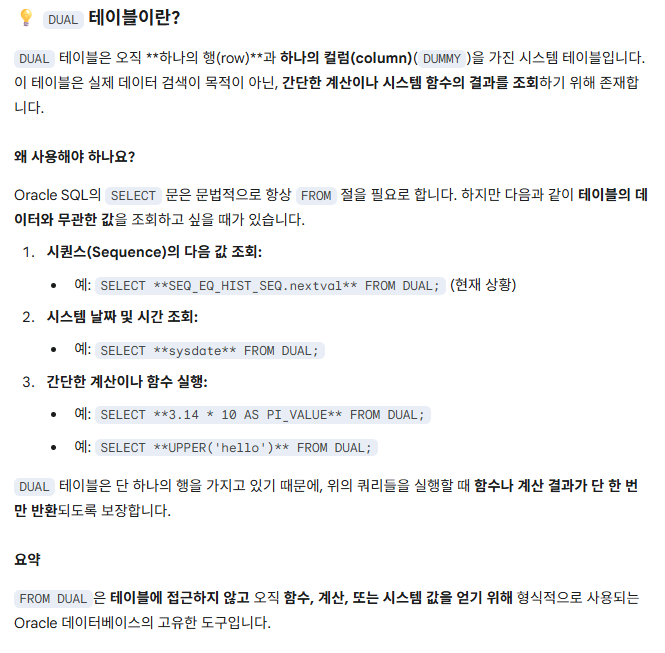 💡 DUAL 테이블이란?
DUAL 테이블은 오직 **하나의 행(row)**과 하나의 컬럼(column)(DUMMY)을 가진 시스템 테이블입니다.
이 테이블은 실제 데이터 검색이 목적이 아닌, 간단한 계산이나 시스템 함수의 결과를 조회하기 위해 존재합
니다.
왜 사용해야 하나요?
Oracle SQL의 SELECT 문은 문법적으로 항상 FROM 절을 필요로 합니다. 하지만 다음과 같이 테이블의 데
이터와 무관한 값을 조회하고 싶을 때가 있습니다.
1. 시퀀스(Sequence)의 다음 값 조회:
• 예: SELECT **SEQ_EQ_HIST_SEQ.nextval** FROM DUAL; (현재 상황)
2. 시스템 날짜 및 시간 조회:
• 예: SELECT **sysdate** FROM DUAL;
3. 간단한 계산이나 함수 실행:
• 예: SELECT **3.14 * 10 AS PI_VALUE** FROM DUAL;
• 예: SELECT **UPPER('hello')** FROM DUAL;
DUAL 테이블은 단 하나의 행을 가지고 있기 때문에, 위의 쿼리들을 실행할 때 함수나 계산 결과가 단 한 번
만 반환되도록 보장합니다.
요약
FROM DUAL은 테이블에 접근하지 않고 오직 함수, 계산, 또는 시스템 값을 얻기 위해 형식적으로 사용되는
Oracle 데이터베이스의 고유한 도구입니다.